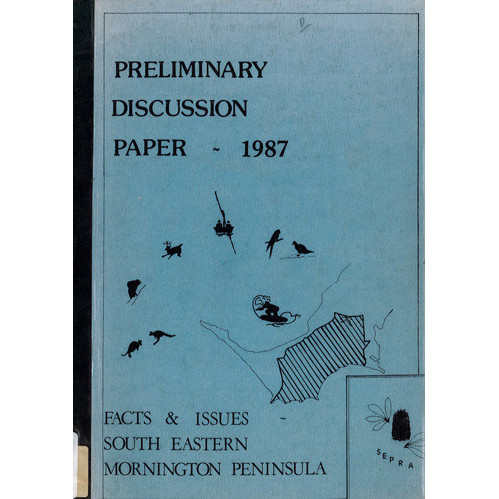 PRELIMINARY
DISCUSSION
PAPER ~ 1987
FACTS & ISSUES ~
SOUTH EASTERN
MORNINGTON PENINSULA
SEPRA